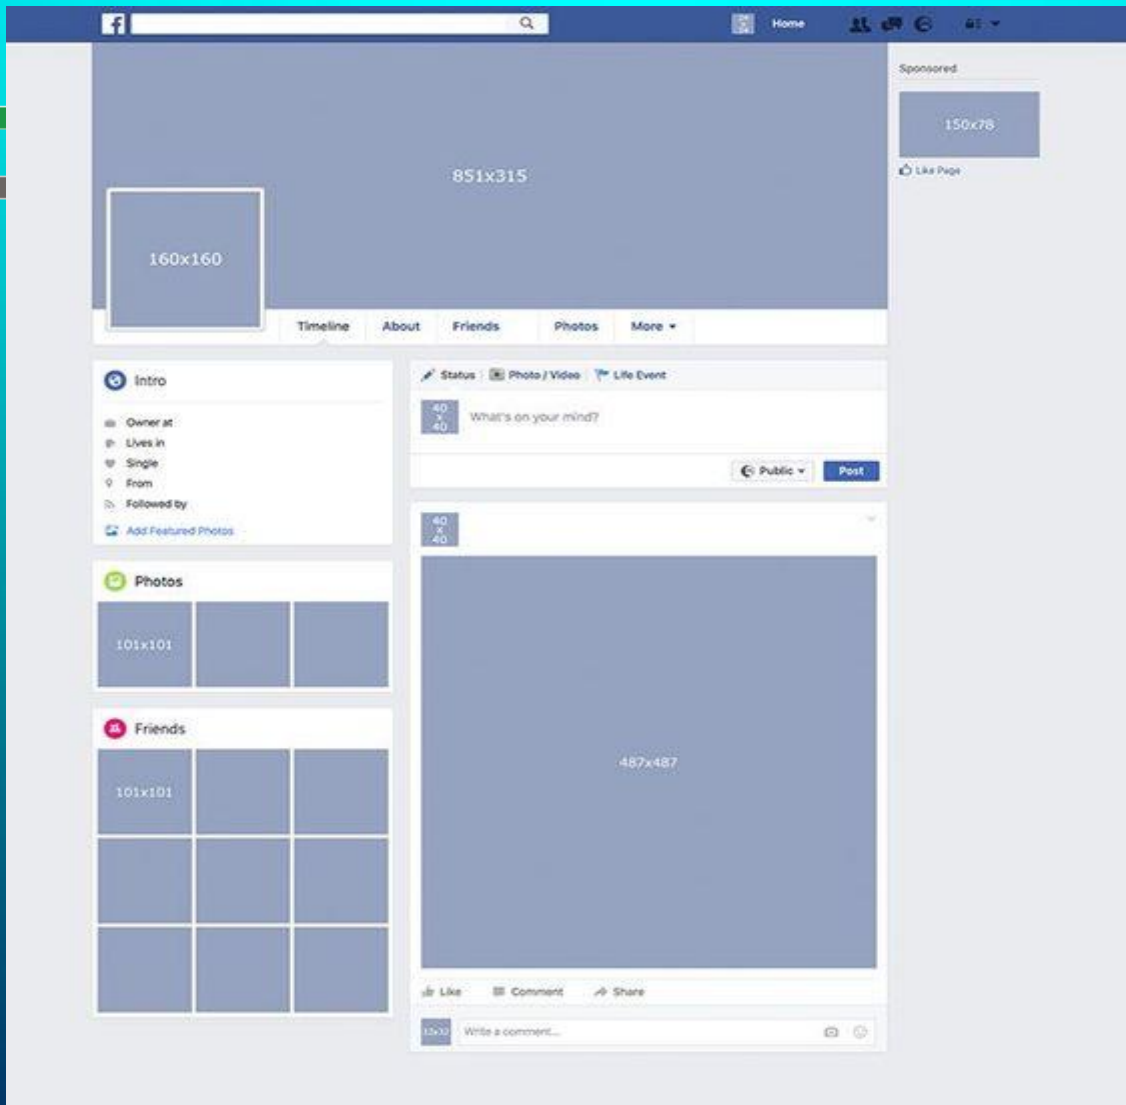 f
Home
Sponsored
150x78
Like Page
851x315
160x160
Timeline About Friends Photos More
Intro
Owner at
Lives in
Single
From
Followed by
Add Featured Photos
Photos
101x101
Friends
101x101
Status Photo / Video Life Event
40
x
40
What's on your mind?
Public Post
40
x
40
487x487
Like Comment Share
Write a comment...